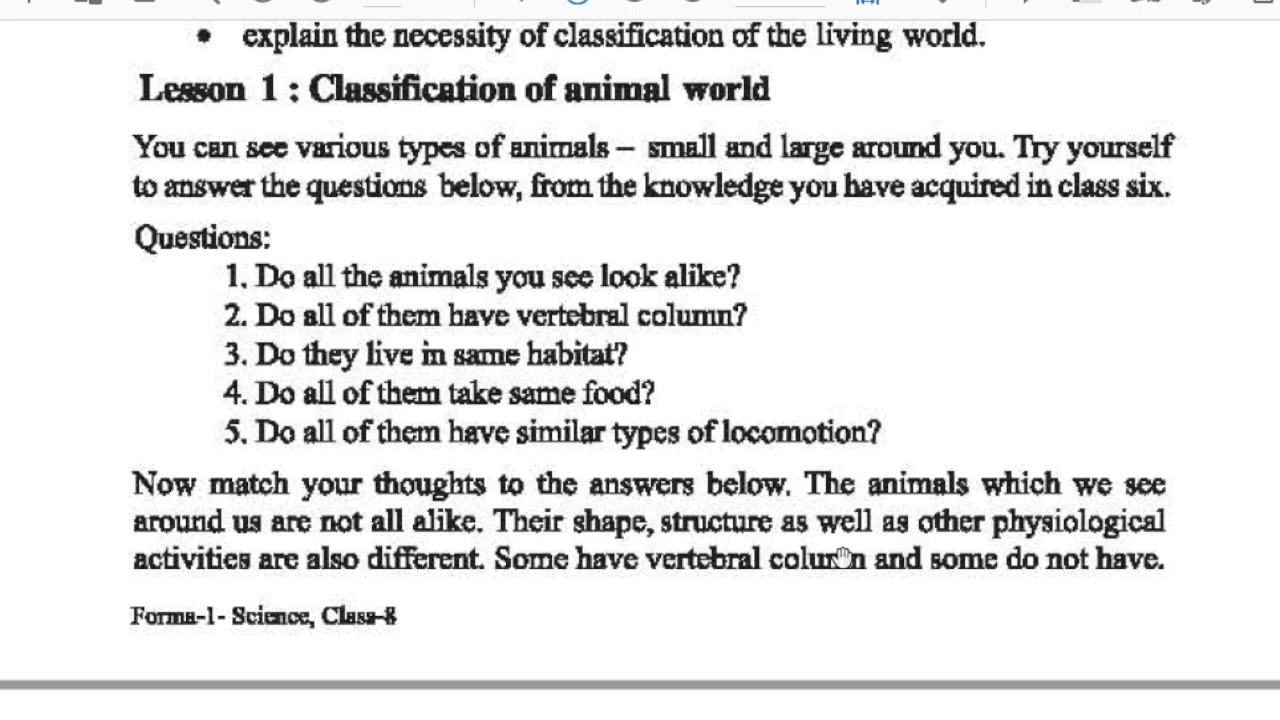 • explain the necessity of classification of the living world.
Lesson 1 : Classification of animal world
You can see various types of animals – small and large around you. Try yourself
to answer the questions below, from the knowledge you have acquired in class six.
Questions:
1. Do all the animals you see look alike?
2. Do all of them have vertebral column?
3. Do they live in same habitat?
4. Do all of them take same food?
5. Do all of them have similar types of locomotion?
Now match your thoughts to the answers below. The animals which we see
around us are not all alike. Their shape, structure as well as other physiological
activities are also different. Some have vertebral column and some do not have.
Forma-1- Science, Class-8